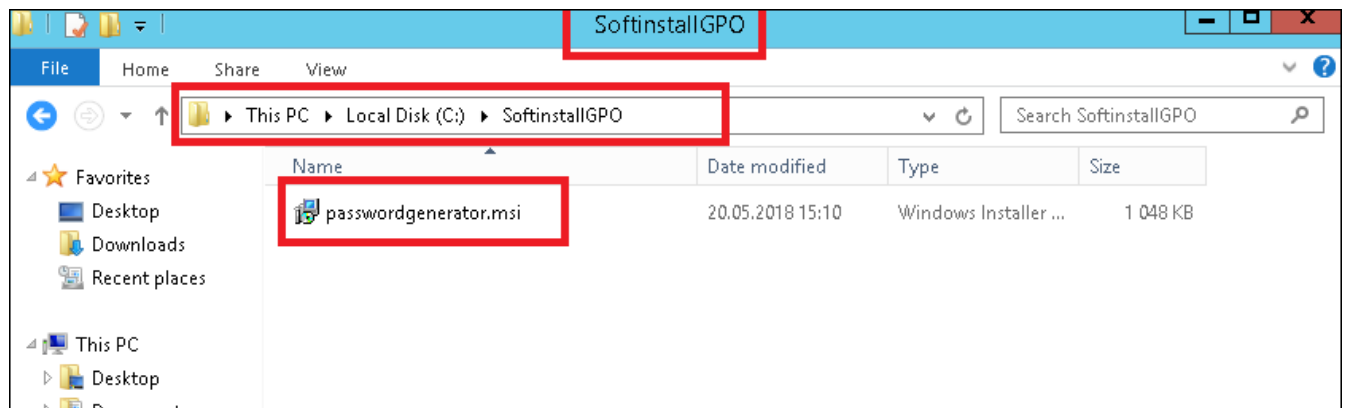 SoftinstallGPO
File Home Share View
This PC Local Disk (C:) SoftinstallGPO Search SoftinstallGPO
Name Date modified Type Size
Favorites
passwordgenerator.msi 20.05.2018 15:10 Windows Installer ... 1 048 KB
Desktop
Downloads
Recent places
This PC
Desktop